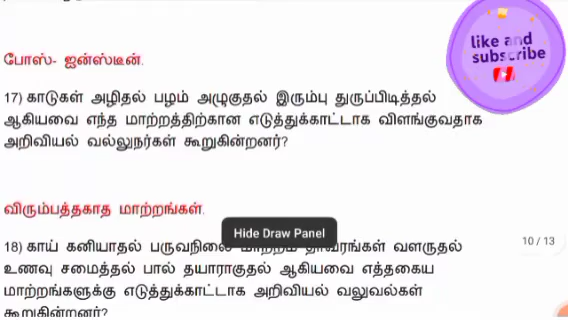 போஸ்- ஐன்ஸ்டீன்.
like and
subscribe
17) காடுகள் அழிதல் பழம் அழுகுதல் இரும்பு துருப்பிடித்தல்
ஆகியவை எந்த மாற்றத்திற்கான எடுத்துக்காட்டாக விளங்குவதாக
அறிவியல் வல்லுநர்கள் கூறுகின்றனர்?
விரும்பத்தகாத மாற்றங்கள்.
Hide Draw Panel
18) காய் கனியாதல் பருவநிலை மாற்றம் தாவரங்கள் வளருதல்
10 / 13
உணவு சமைத்தல் பால் தயாராகுதல் ஆகியவை எத்தகைய
மாற்றங்களுக்கு எடுத்துக்காட்டாக அறிவியல் வலுவல்கள்
கூறுகின்றனர்?